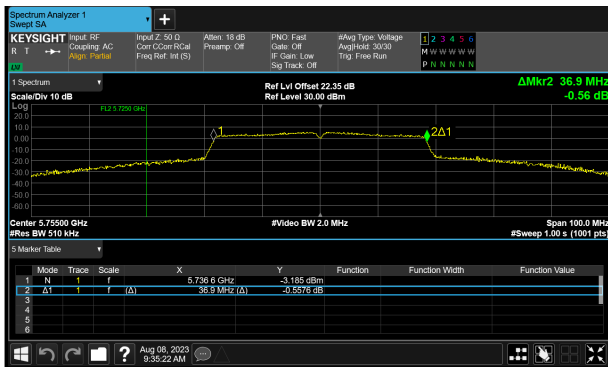 Spectrum Analyzer 1
Swept SA
KEYSIGHT Input: RF Input Z: 50 Ω Atten: 18 dB PNO: Fast #Avg Type: Voltage 1 2 3 4 5 6
R T Coupling: AC Corr CCorr RCal Preamp: Off Gate: Off Avg|Hold: 30/30 M W W W W W
Align: Partial Freq Ref: Int (S) IF Gain: Low Trig: Free Run P N N N N N
Sig Track: Off
1 Spectrum Ref Lvl Offset 22.35 dB ΔMkr2 36.9 MHz
Scale/Div 10 dB Ref Level 30.00 dBm -0.56 dB
Log
FL2 5.7250 GHz
20.0
10.0
0.00
-10.0
-20.0
-30.0
-40.0
-50.0
-60.0
1
2Δ1
Center 5.75500 GHz #Video BW 2.0 MHz Span 100.0 MHz
#Res BW 510 kHz #Sweep 1.00 s (1001 pts)
5 Marker Table
Mode Trace Scale X Y Function Function Width Function Value
1 N 1 f 5.736 6 GHz -3.185 dBm
2 Δ1 1 f (Δ) 36.9 MHz (Δ) -0.5576 dB
3
4
5
6
Aug 08, 2023
9:35:22 AM